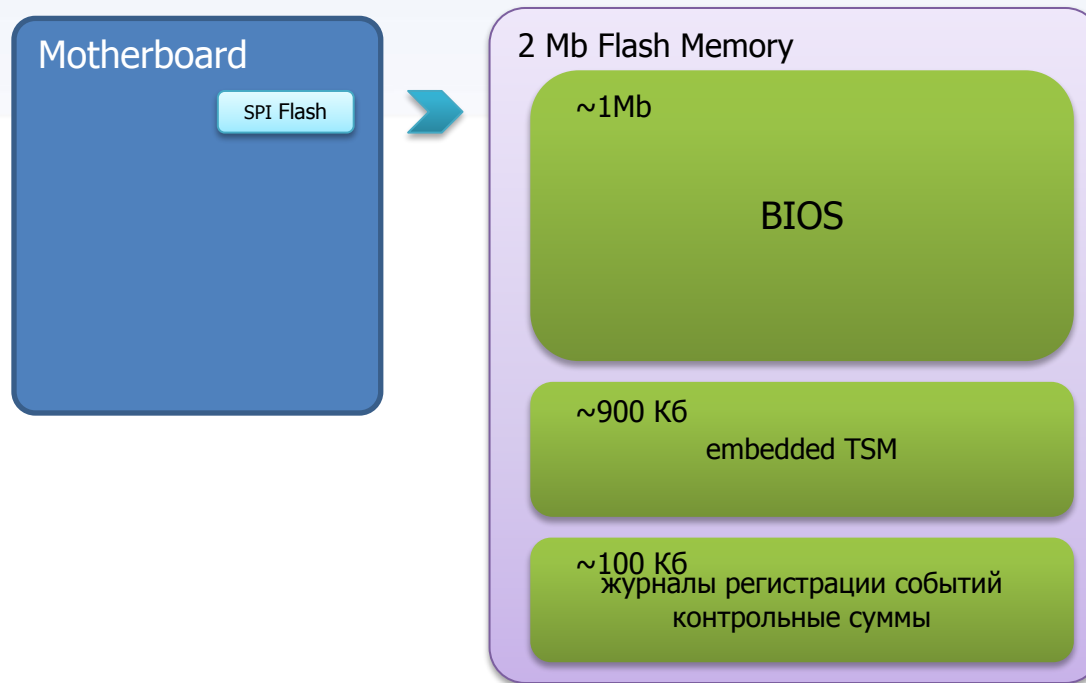 Motherboard
SPI Flash
2 Mb Flash Memory
~1Mb
BIOS
~900 Кб
embedded TSM
~100 Кб
журналы регистрации событий
контрольные суммы